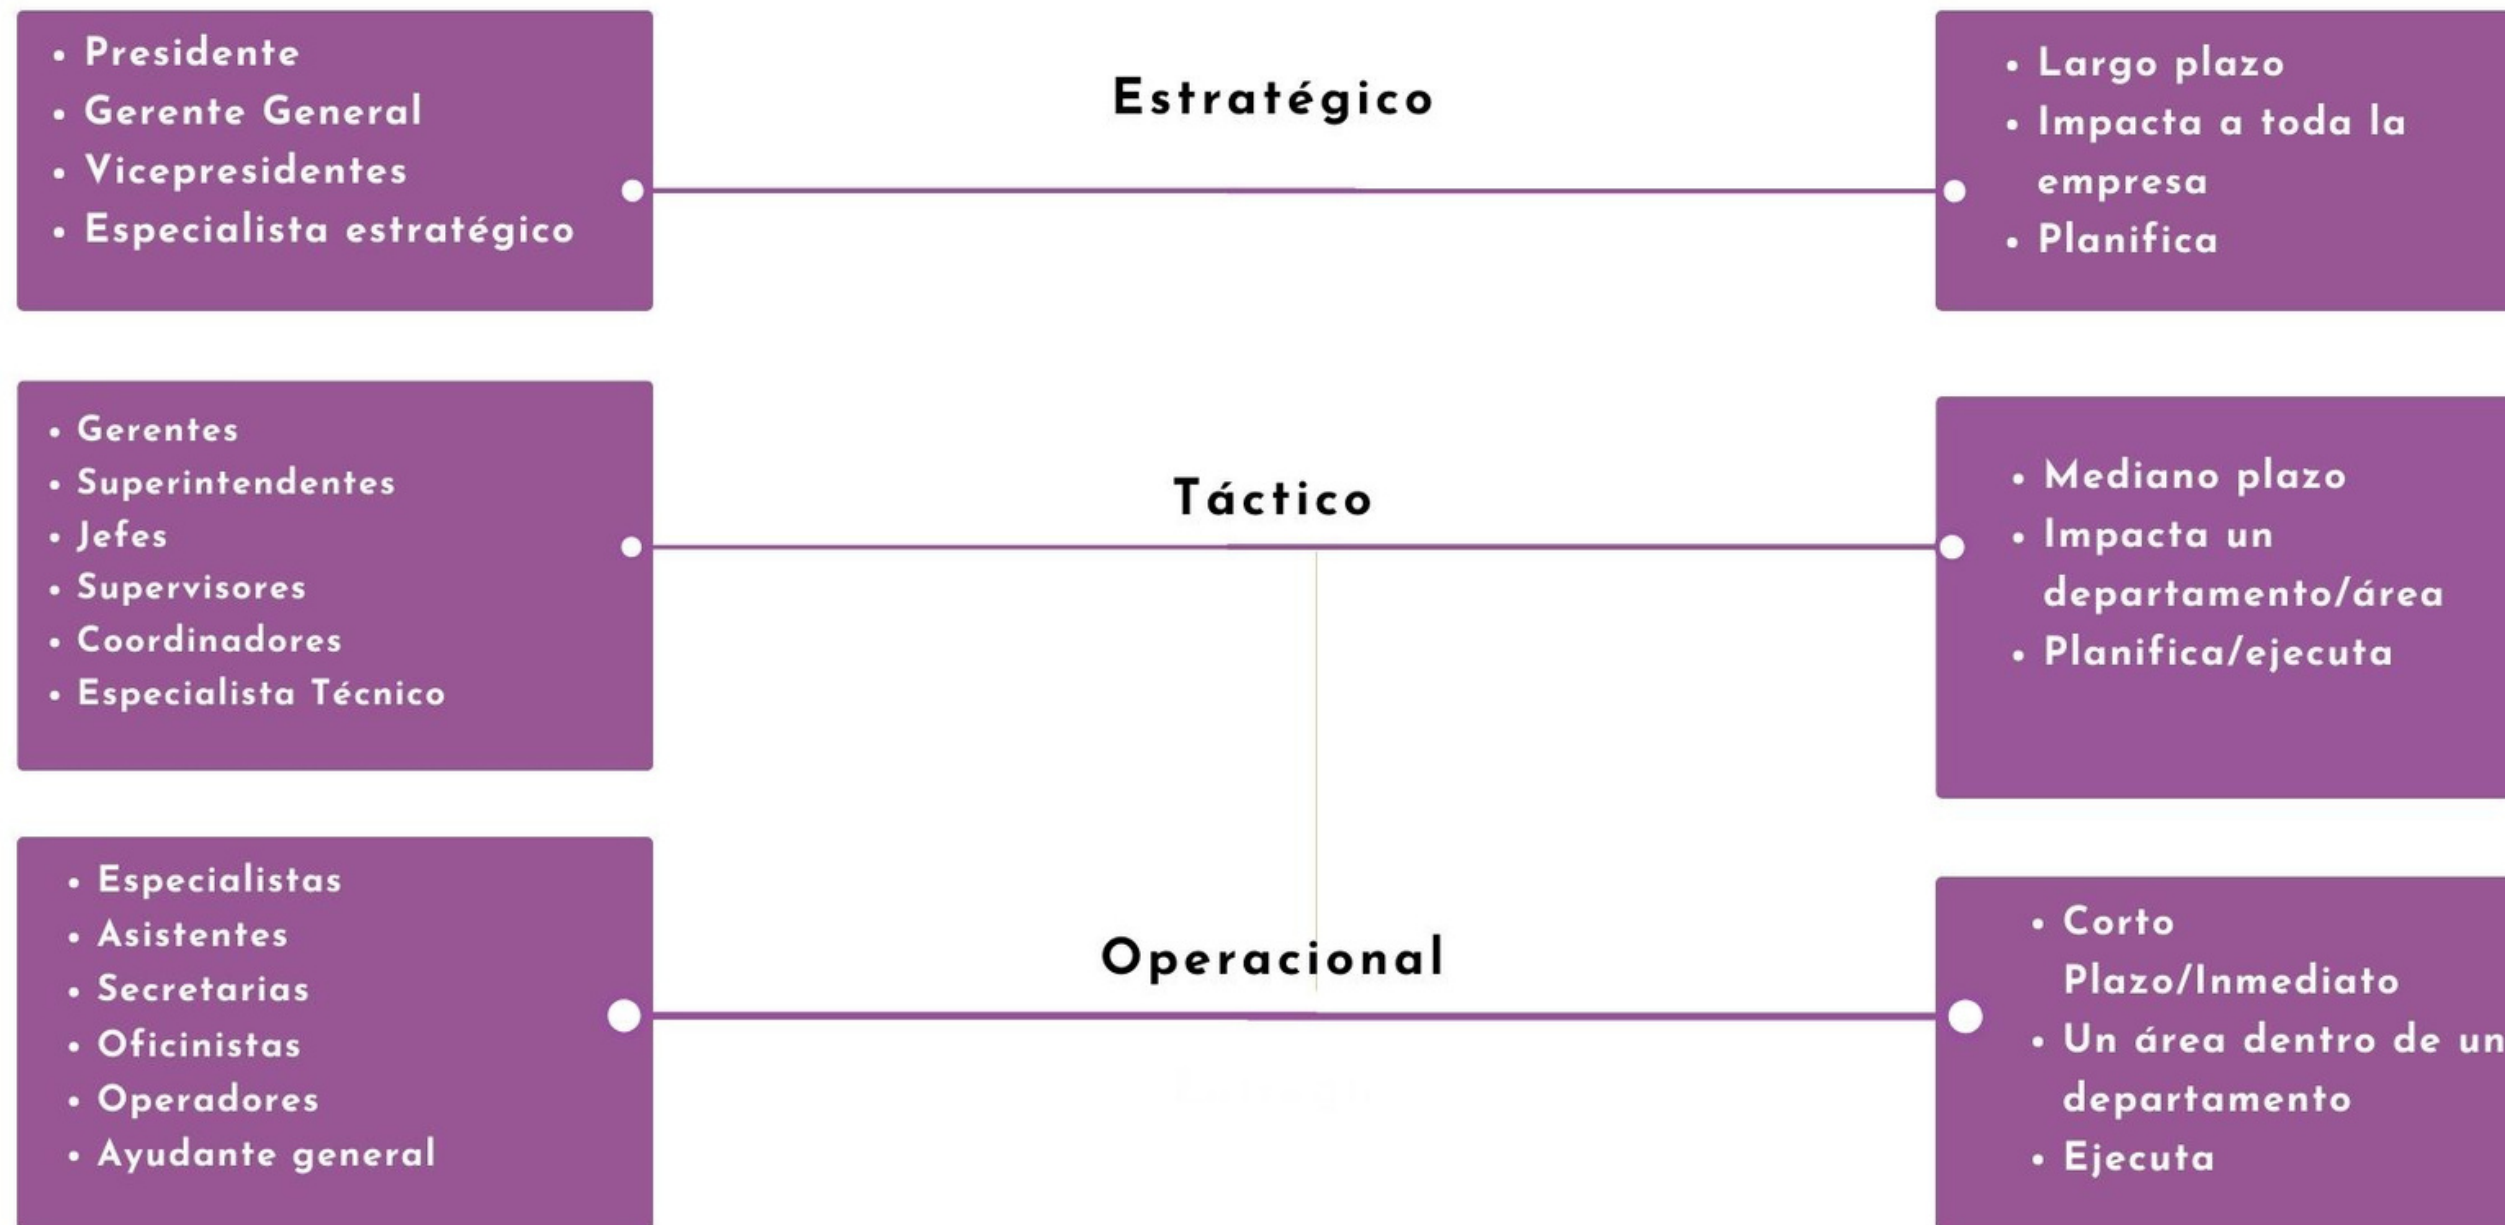 • Presidente
• Gerente General
• Vicepresidentes
• Especialista estratégico
Estratégico
• Largo plazo
• Impacta a toda la
empresa
• Planifica
• Gerentes
• Superintendentes
• Jefes
• Supervisores
• Coordinadores
• Especialista Técnico
Táctico
• Mediano plazo
• Impacta un
departamento/área
• Planifica/ejecuta
• Especialistas
• Asistentes
• Secretarias
• Oficinistas
• Operadores
• Ayudante general
Operacional
• Corto
Plazo/Inmediato
• Un área dentro de un
departamento
• Ejecuta